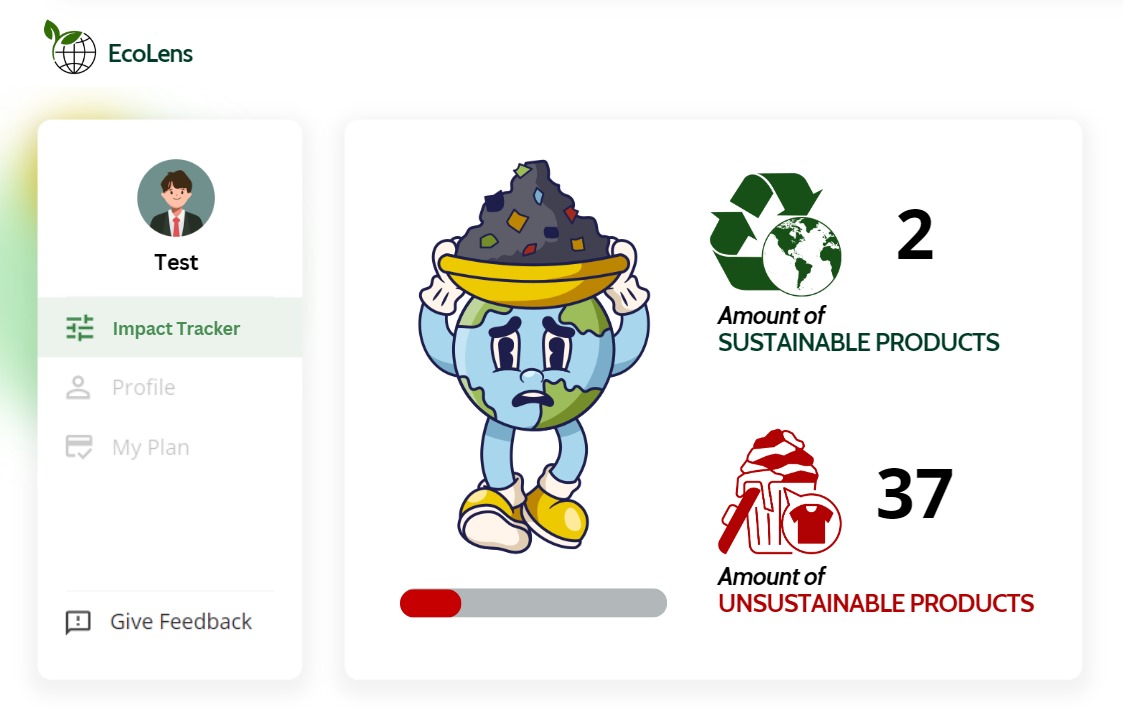 EcoLens
Test
Impact Tracker
Profile
My Plan
Give Feedback
2
Amount of
SUSTAINABLE PRODUCTS
37
Amount of
UNSUSTAINABLE PRODUCTS